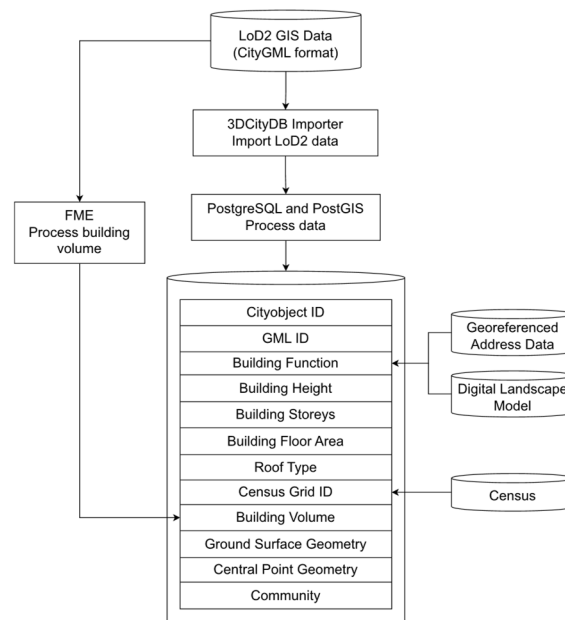 LoD2 GIS Data
(CityGML format)
3DCityDB Importer
Import LoD2 data
FME
Process building
volume
PostgreSQL and PostGIS
Process data
Cityobject ID
GML ID
Building Function
Building Height
Building Storeys
Building Floor Area
Roof Type
Census Grid ID
Building Volume
Ground Surface Geometry
Central Point Geometry
Community
Georeferenced
Address Data
Digital Landscape
Model
Census